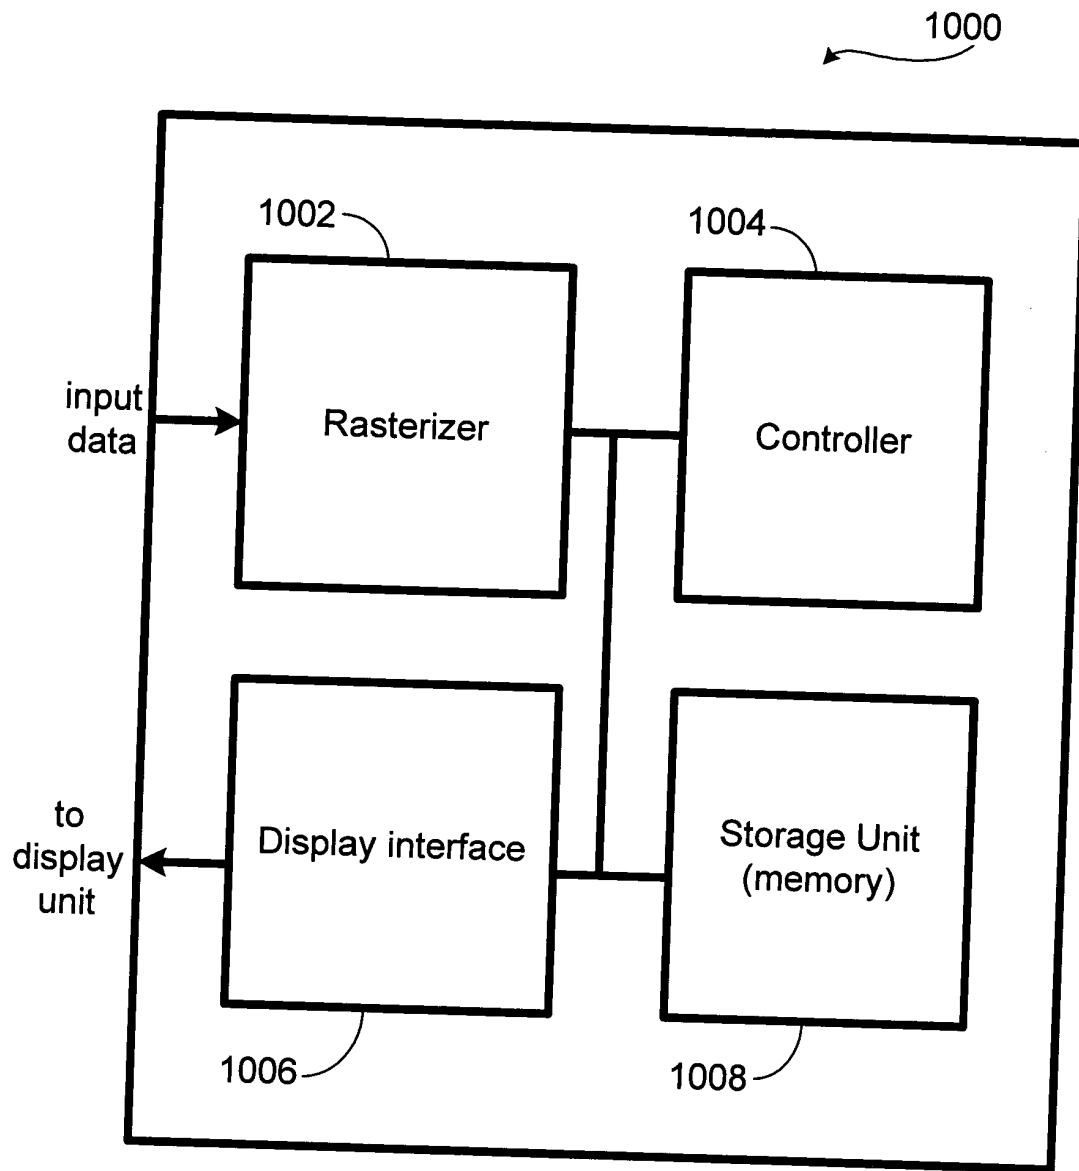 1000
1002
1004
input
data
Rasterizer
Controller
to
display
unit
Display interface
Storage Unit
(memory)
1006
1008